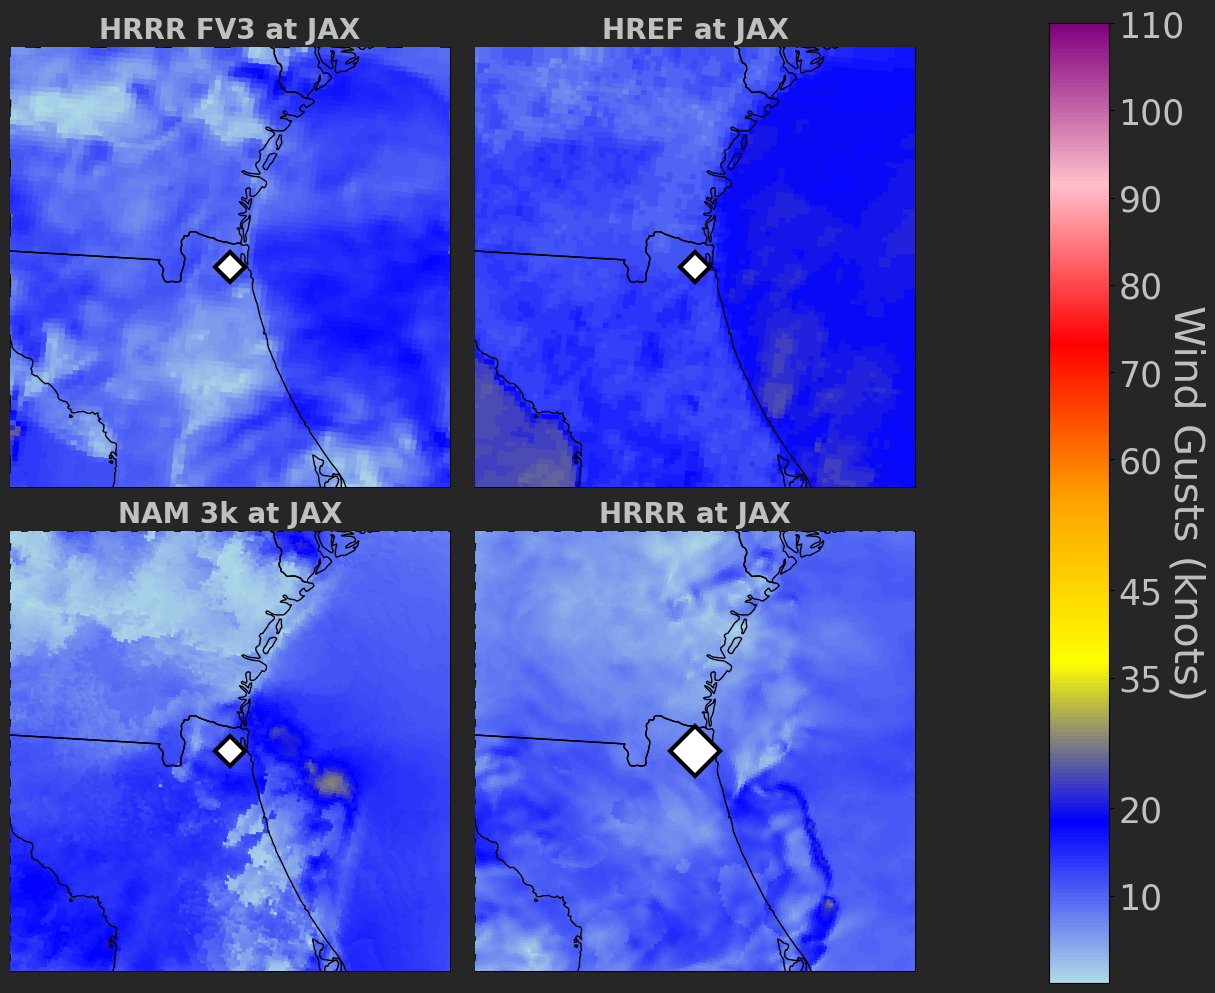 HRRR FV3 at JAX
HREF at JAX
NAM 3k at JAX
HRRR at JAX
110
100
90
80
70
60
45
35
20
10
Wind Gusts (knots)